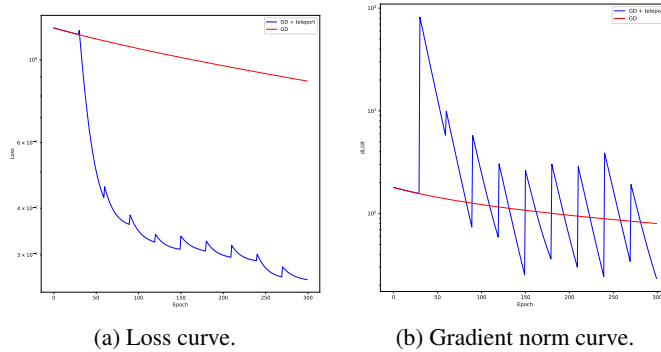 GD + teleport
GD
10⁰
6 × 10⁻¹
4 × 10⁻¹
3 × 10⁻¹
Loss
0
50
100
150
200
250
300
Epoch
(a) Loss curve.
GD + teleport
GD
10²
10¹
10⁰
10⁻¹
dL/dt
0
50
100
150
200
250
300
Epoch
(b) Gradient norm curve.